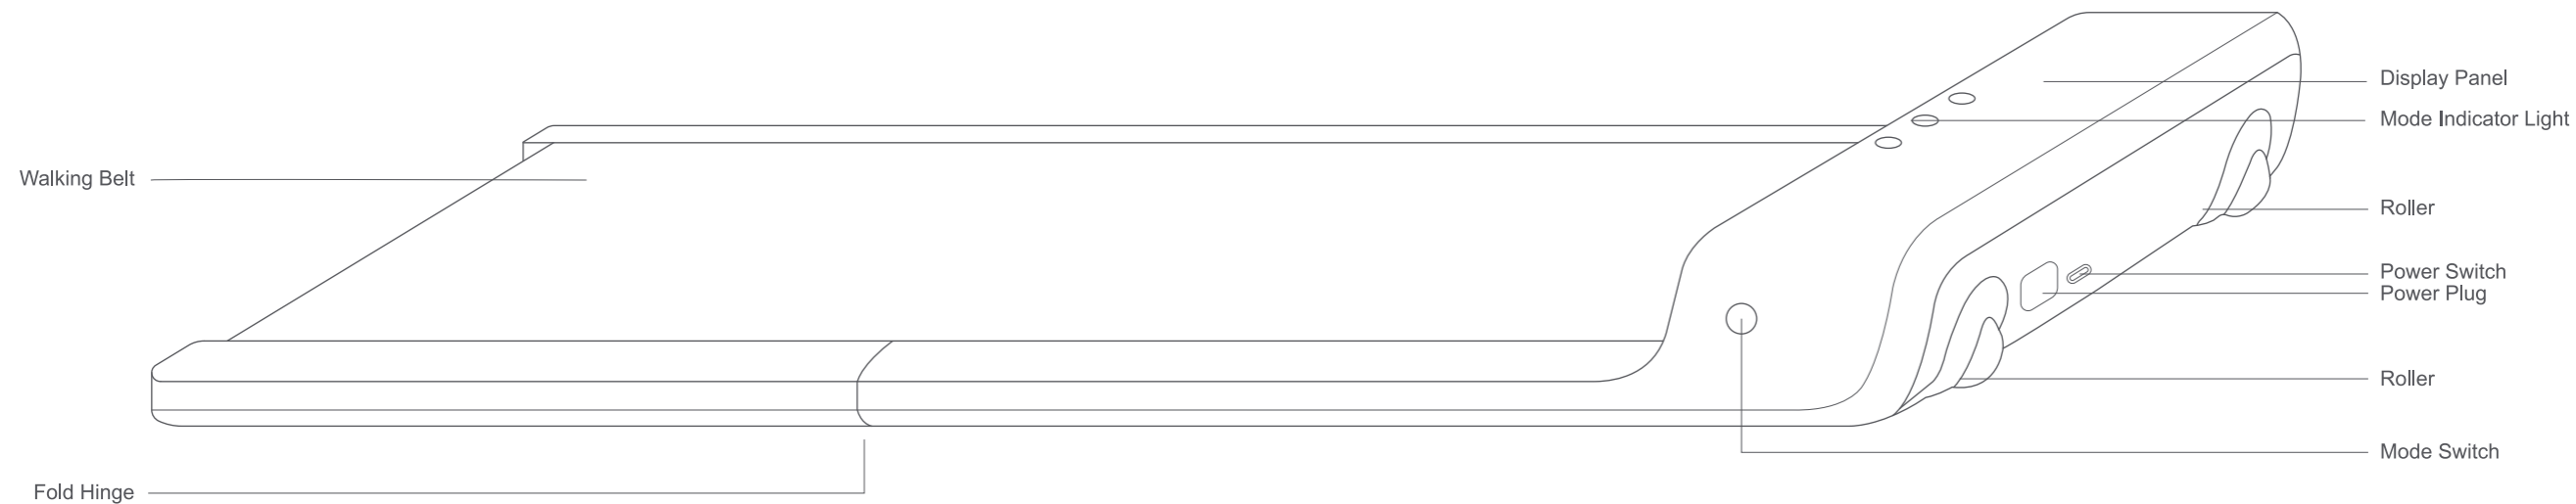 Display Panel
Mode Indicator Light
Walking Belt
Roller
Power Switch
Power Plug
Roller
Mode Switch
Fold Hinge